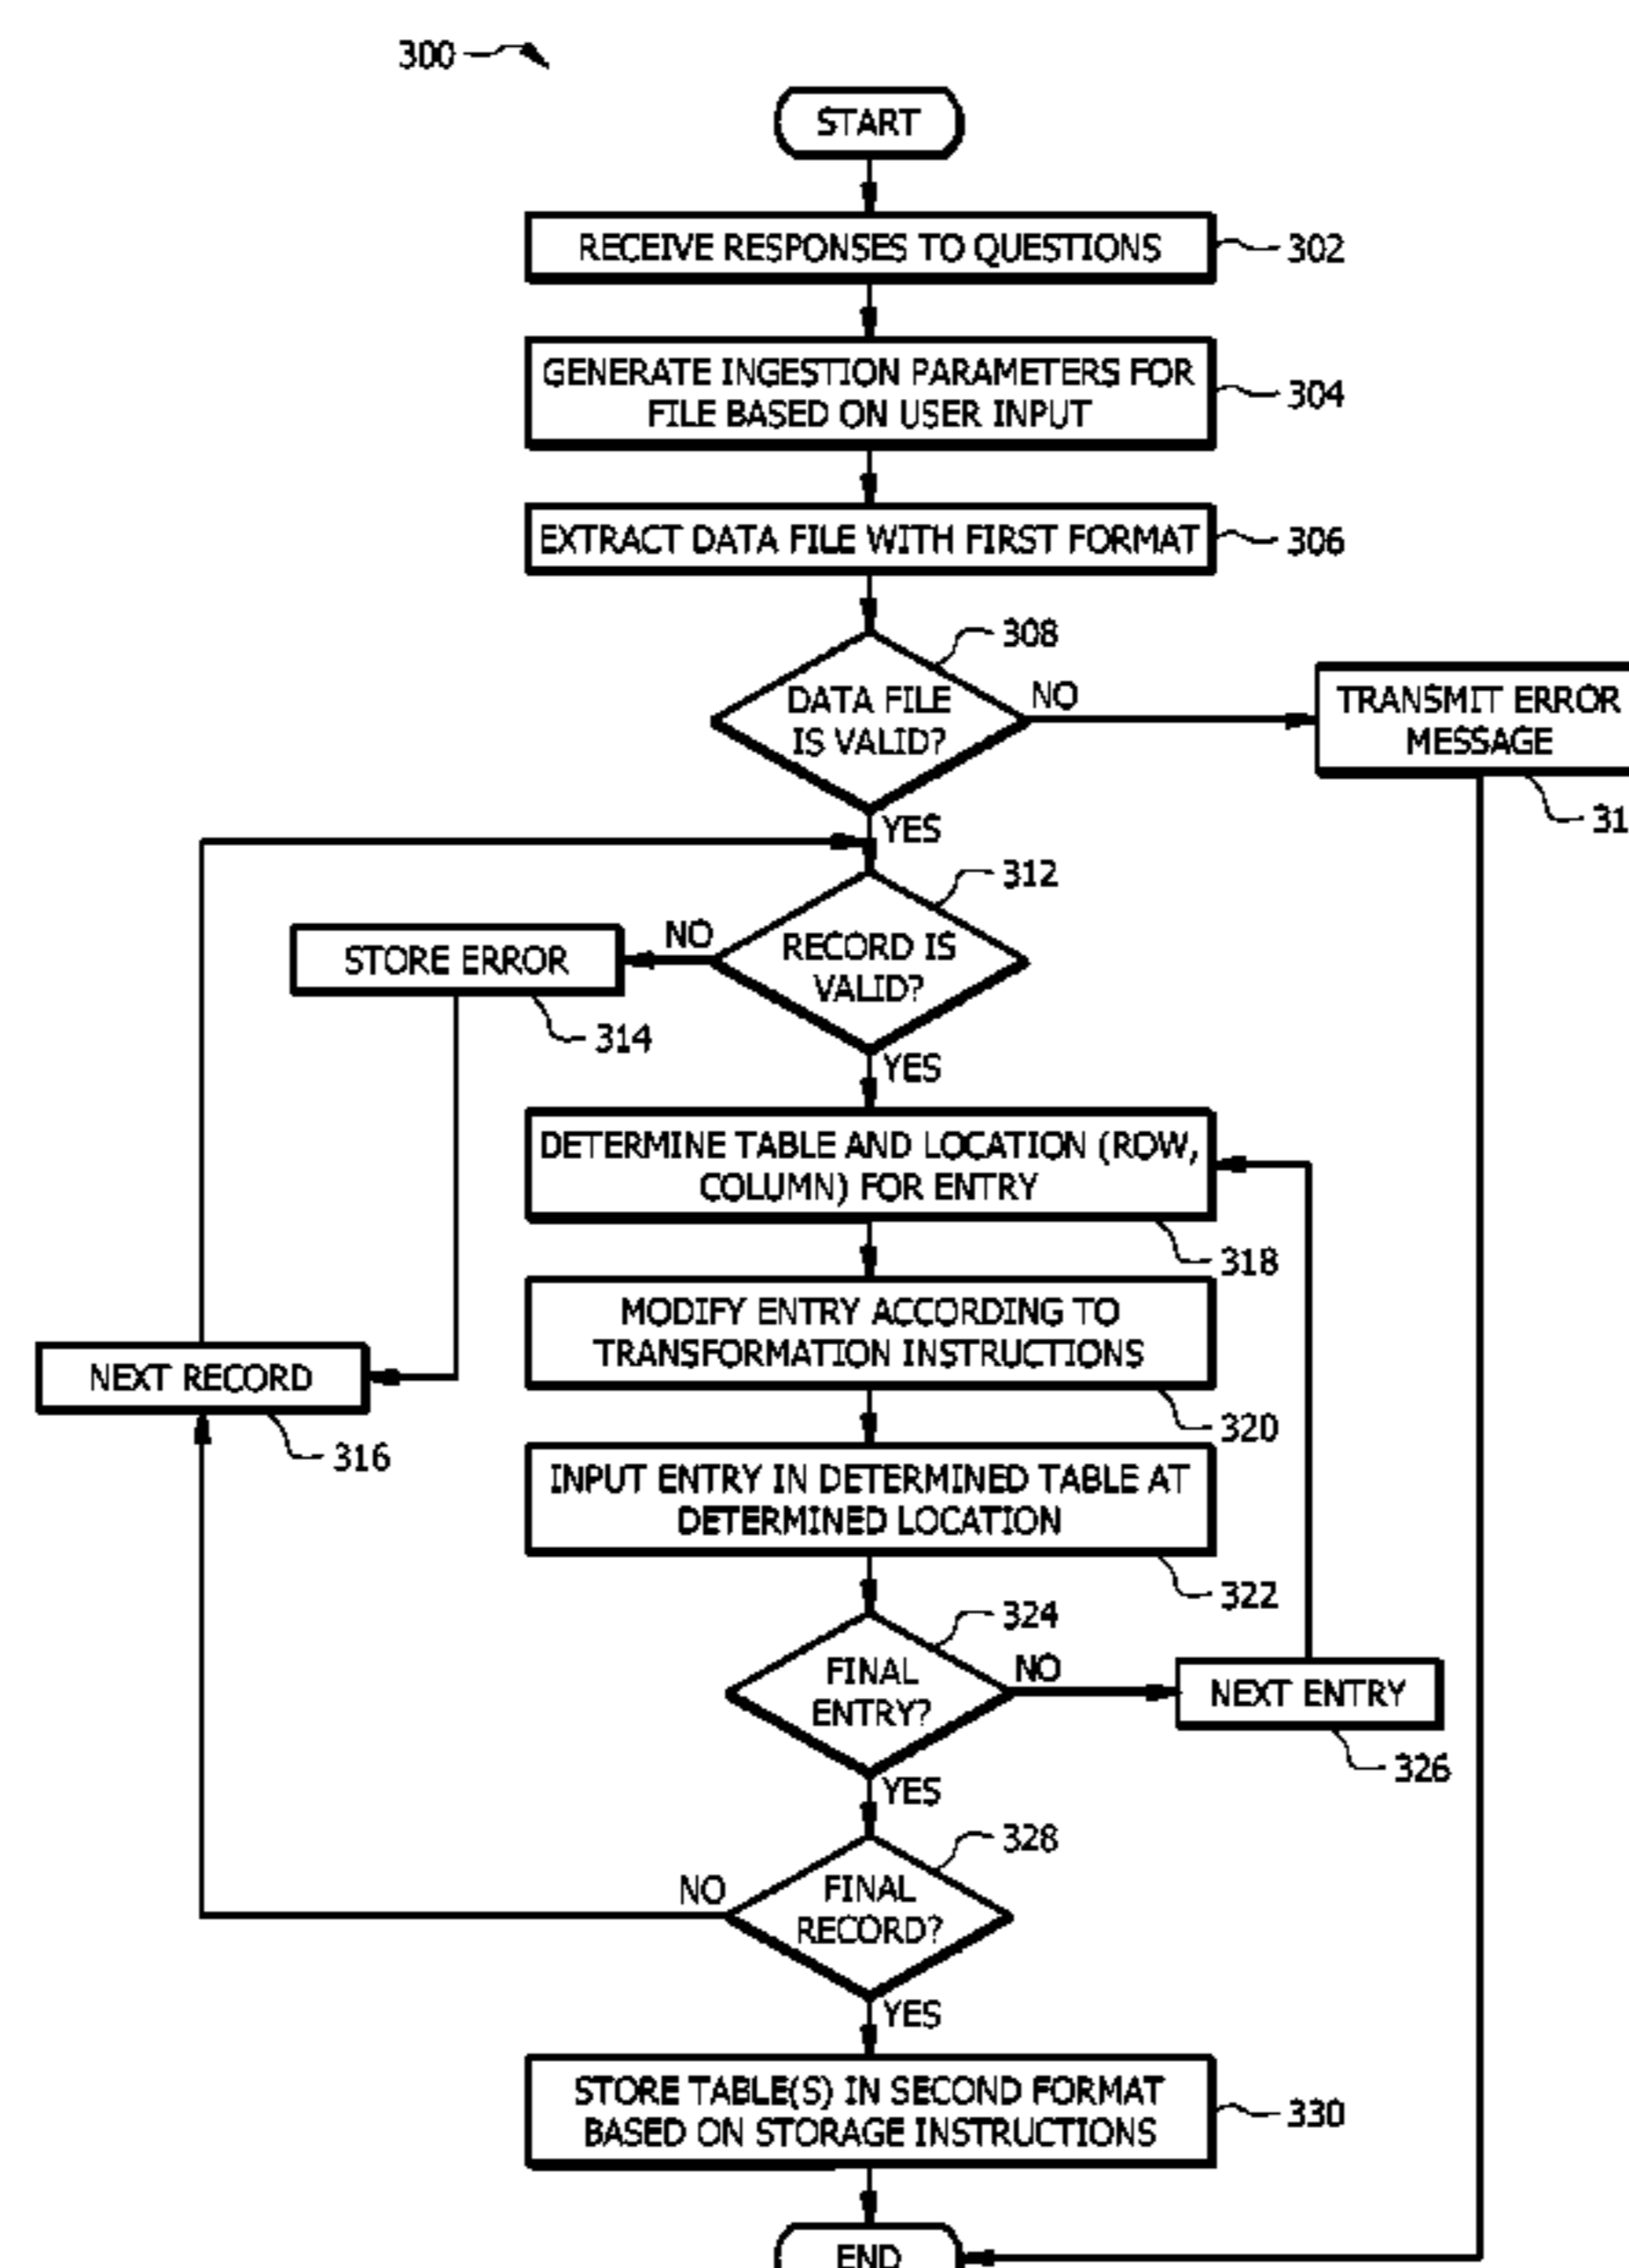 300
START
RECEIVE RESPONSES TO QUESTIONS
302
GENERATE INGESTION PARAMETERS FOR
FILE BASED ON USER INPUT
304
EXTRACT DATA FILE WITH FIRST FORMAT
306
308
DATA FILE
IS VALID?
NO
TRANSMIT ERROR
MESSAGE
31
YES
312
RECORD IS
VALID?
NO
STORE ERROR
314
YES
DETERMINE TABLE AND LOCATION (ROW,
COLUMN) FOR ENTRY
318
MODIFY ENTRY ACCORDING TO
TRANSFORMATION INSTRUCTIONS
320
NEXT RECORD
316
INPUT ENTRY IN DETERMINED TABLE AT
DETERMINED LOCATION
322
324
FINAL
ENTRY?
NO
NEXT ENTRY
326
YES
328
NO
FINAL
RECORD?
YES
STORE TABLE(S) IN SECOND FORMAT
BASED ON STORAGE INSTRUCTIONS
330
END